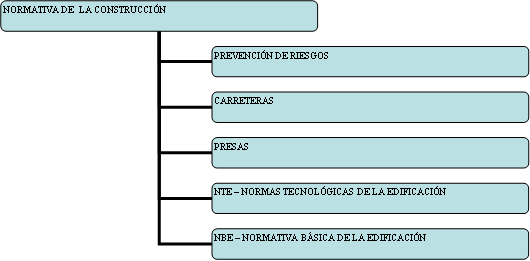 NORMATIVA DE LA CONSTRUCCIÓN
PREVENCIÓN DE RIESGOS
CARRETERAS
PRESAS
NTE – NORMAS TECNOLÓGICAS DE LA EDIFICACIÓN
NBE – NORMATIVA BÁSICA DE LA EDIFICACIÓN